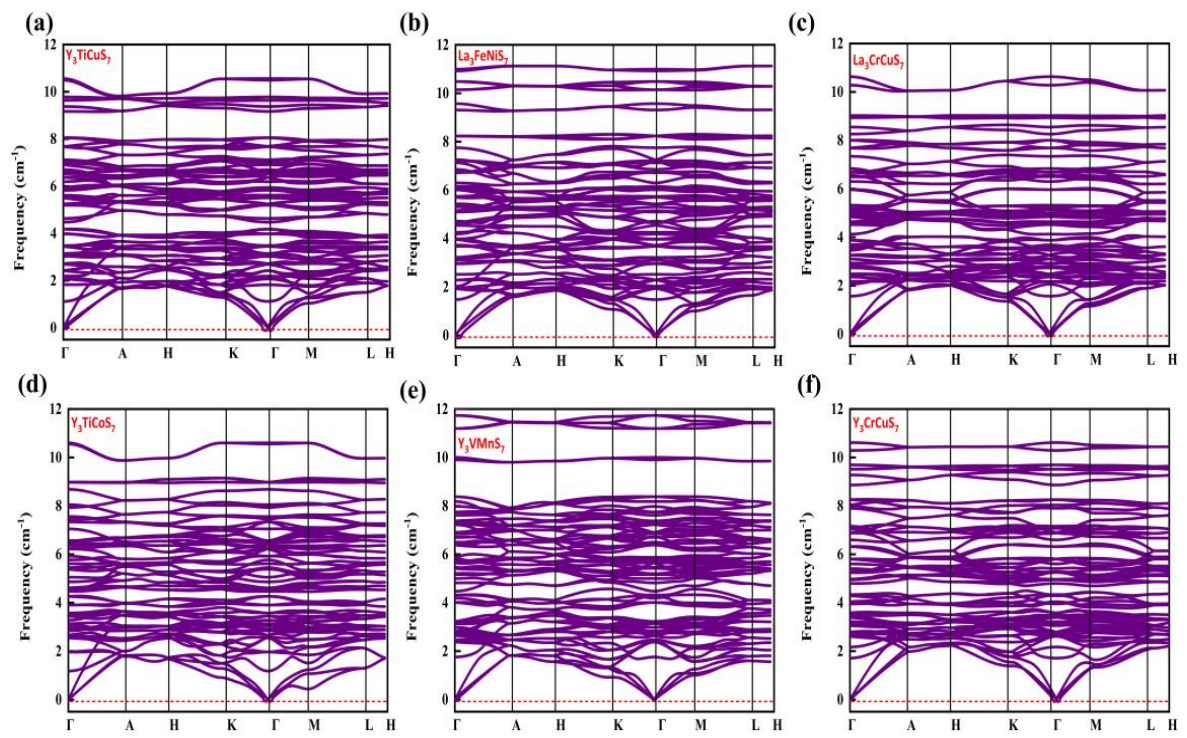 (a)
Y₃TiCuS₇
Frequency (cm⁻¹)
12
10
8
6
4
2
0
Γ A H K Γ M L H
(b)
La₃FeNiS₇
Frequency (cm⁻¹)
12
10
8
6
4
2
0
Γ A H K Γ M L H
(c)
La₃CrCuS₇
Frequency (cm⁻¹)
12
10
8
6
4
2
0
Γ A H K Γ M L H
(d)
Y₃TiCoS₇
Frequency (cm⁻¹)
12
10
8
6
4
2
0
Γ A H K Γ M L H
(e)
Y₃VMnS₇
Frequency (cm⁻¹)
12
10
8
6
4
2
0
Γ A H K Γ M L H
(f)
Y₃CrCuS₇
Frequency (cm⁻¹)
12
10
8
6
4
2
0
Γ A H K Γ M L H